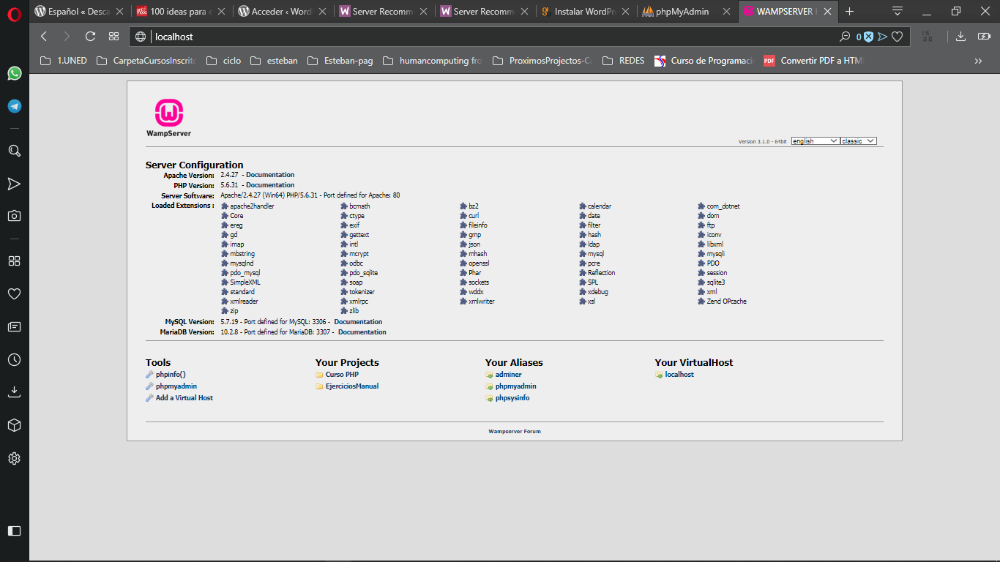 Español « Desca
100 ideas para e
Acceder ‹ Word
Server Recomm
Server Recomm
Instalar WordPr
phpMyAdmin
WAMPSERVER H
localhost
0
1.UNED
CarpetaCursosInscrito
ciclo
esteban
Esteban-pag
humancomputing fro
ProximosProjectos-Ca
REDES
Curso de Programaci
PDF
Convertir PDF a HTM
WampServer
Version 3.1.0 - 64bit english classic
Server Configuration
Apache Version: 2.4.27 - Documentation
PHP Version: 5.6.31 - Documentation
Server Software: Apache/2.4.27 (Win64) PHP/5.6.31 - Port defined for Apache: 80
Loaded Extensions : apache2handler bcmath bz2 calendar com_dotnet
Core ctype curl date dom
ereg exif fileinfo filter ftp
gd gettext gmp hash iconv
imap intl json ldap libxml
mbstring mcrypt mhash mysql mysqli
mysqlnd odbc openssl pcre PDO
pdo_mysql pdo_sqlite Phar Reflection session
SimpleXML soap sockets SPL sqlite3
standard tokenizer wddx xdebug xml
xmlreader xmlrpc xmlwriter xsl Zend OPcache
zip zlib
MySQL Version: 5.7.19 - Port defined for MySQL: 3306 - Documentation
MariaDB Version: 10.2.8 - Port defined for MariaDB: 3307 - Documentation
Tools Your Projects Your Aliases Your VirtualHost
phpinfo() Curso PHP adminer localhost
phpmyadmin EjerciciosManual phpmyadmin
Add a Virtual Host phpsysinfo
Wampserver Forum